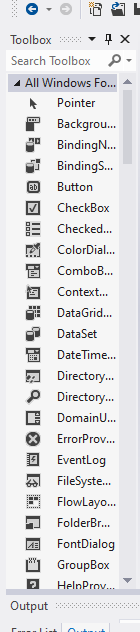 Toolbox
Search Toolbox
All Windows Fo...
Pointer
Backgrou...
BindingN...
BindingS...
Button
CheckBox
Checked...
ColorDial...
ComboB...
Context...
DataGrid...
DataSet
DateTime...
Directory...
Directory...
DomainU...
ErrorProv...
EventLog
FileSyste...
FlowLayo...
FolderBr...
FontDialog
GroupBox
HelpProv...
Output
Error List Output